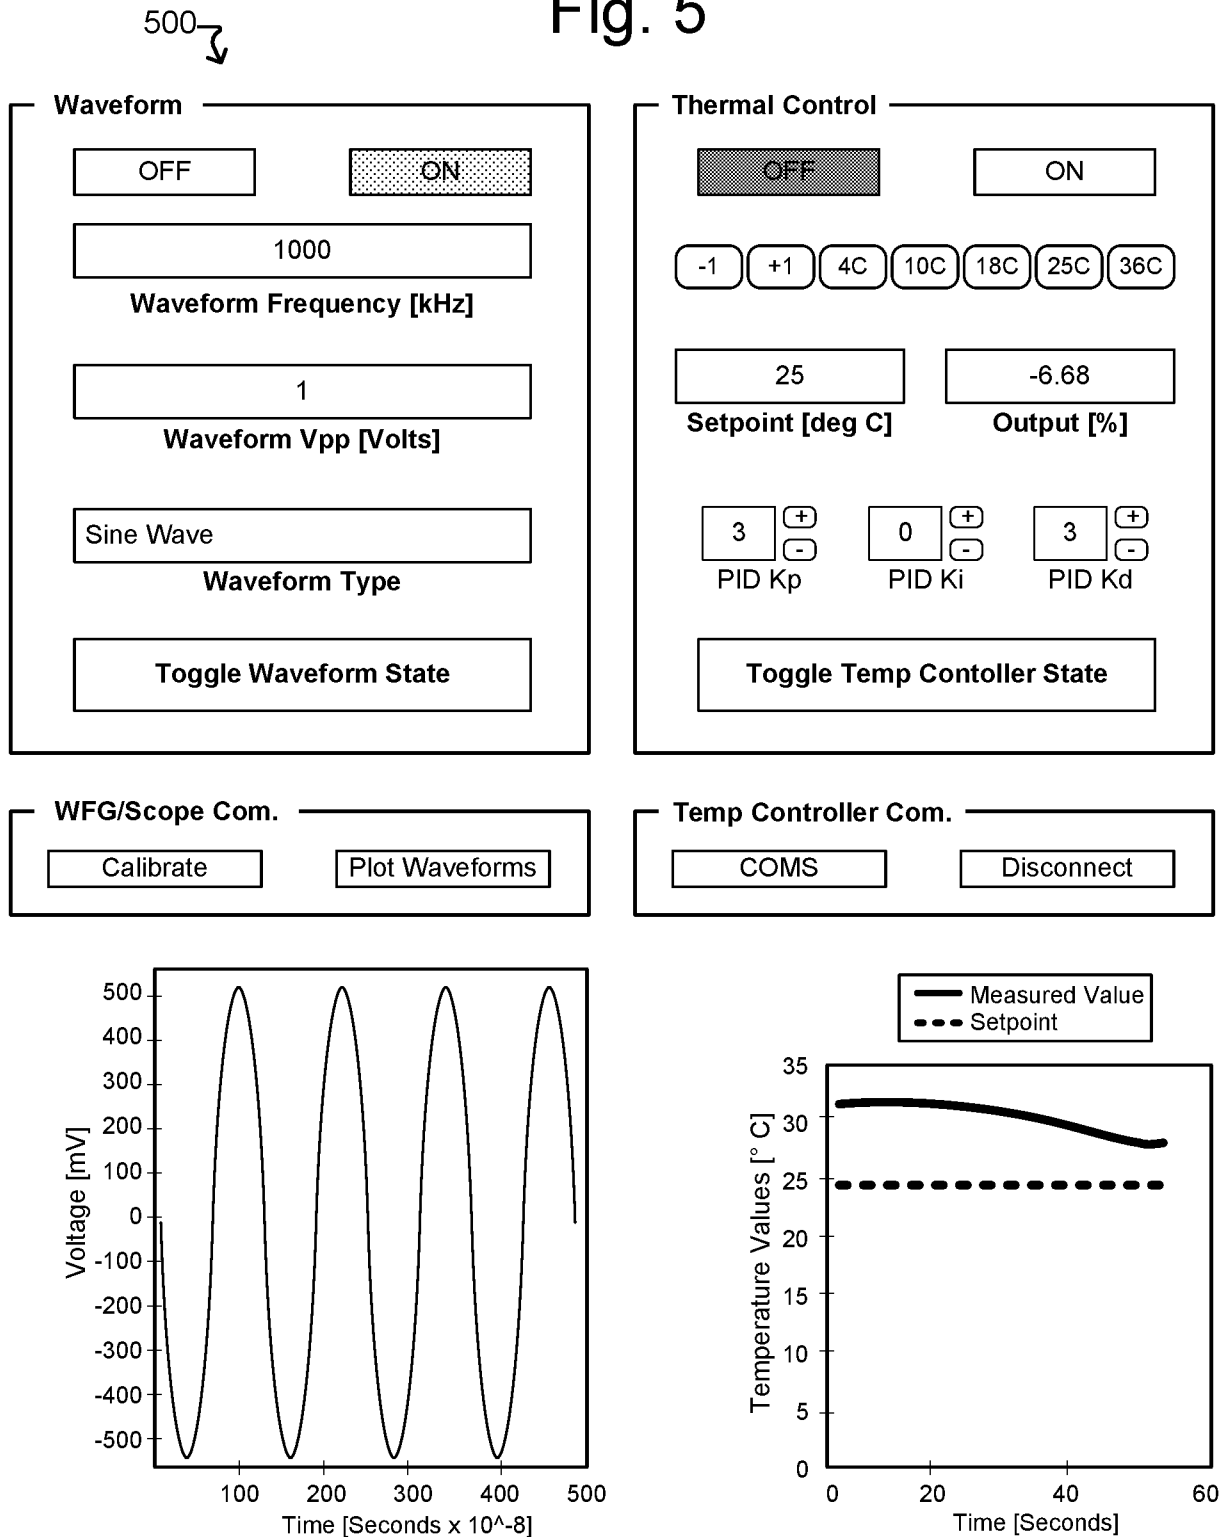 Fig. 5
500
Waveform
OFF ON
1000
Waveform Frequency [kHz]
1
Waveform Vpp [Volts]
Sine Wave
Waveform Type
Toggle Waveform State
Thermal Control
OFF ON
-1 +1 4C 10C 18C 25C 36C
25 -6.68
Setpoint [deg C] Output [%]
3 + - 0 + - 3 + -
PID Kp PID Ki PID Kd
Toggle Temp Contoller State
WFG/Scope Com.
Calibrate Plot Waveforms
Temp Controller Com.
COMS Disconnect
Voltage [mV]
500
400
300
200
100
0
-100
-200
-300
-400
-500
100 200 300 400 500
Time [Seconds x 10^-8]
Measured Value
Setpoint
Temperature Values [° C]
35
30
25
20
15
10
5
0
0 20 40 60
Time [Seconds]